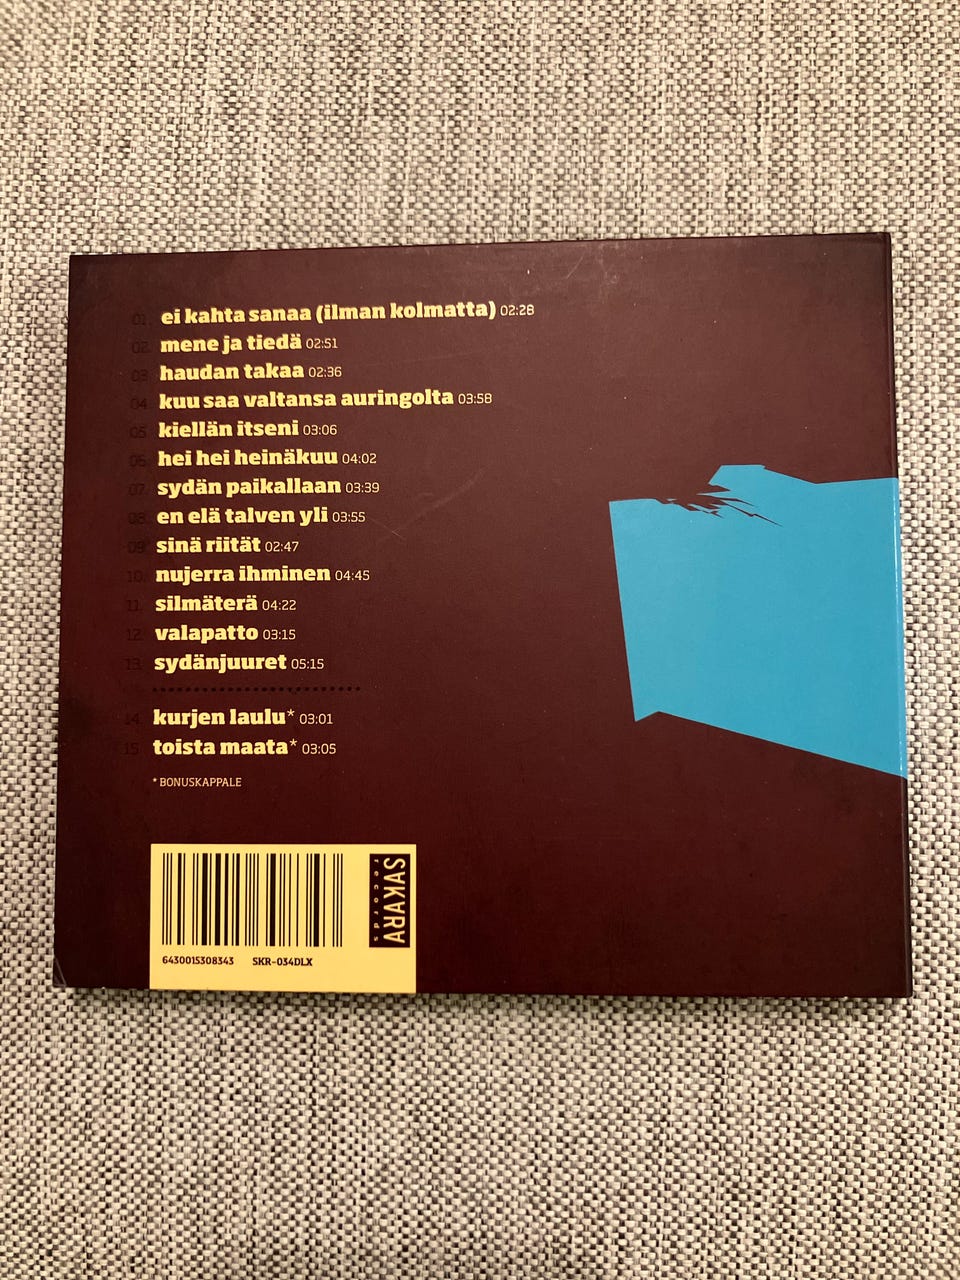 01. ei kahta sanaa (ilman kolmatta) 02:28
02. mene ja tiedä 02:51
03. haudan takaa 02:36
04. kuu saa valtansa auringolta 03:58
05. kiellän itseni 03:06
06. hei hei heinäkuu 04:02
07. sydän paikallaan 03:39
08. en elä talven yli 03:55
09. sinä riität 02:47
10. nujerra ihminen 04:45
11. silmäterä 04:22
12. valapatto 03:15
13. sydänjuuret 05:15
14. kurjen laulu* 03:01
15. toista maata* 03:05
* BONUSKAPPALE
SAKARA
records
6430015308343 SKR-034DLX